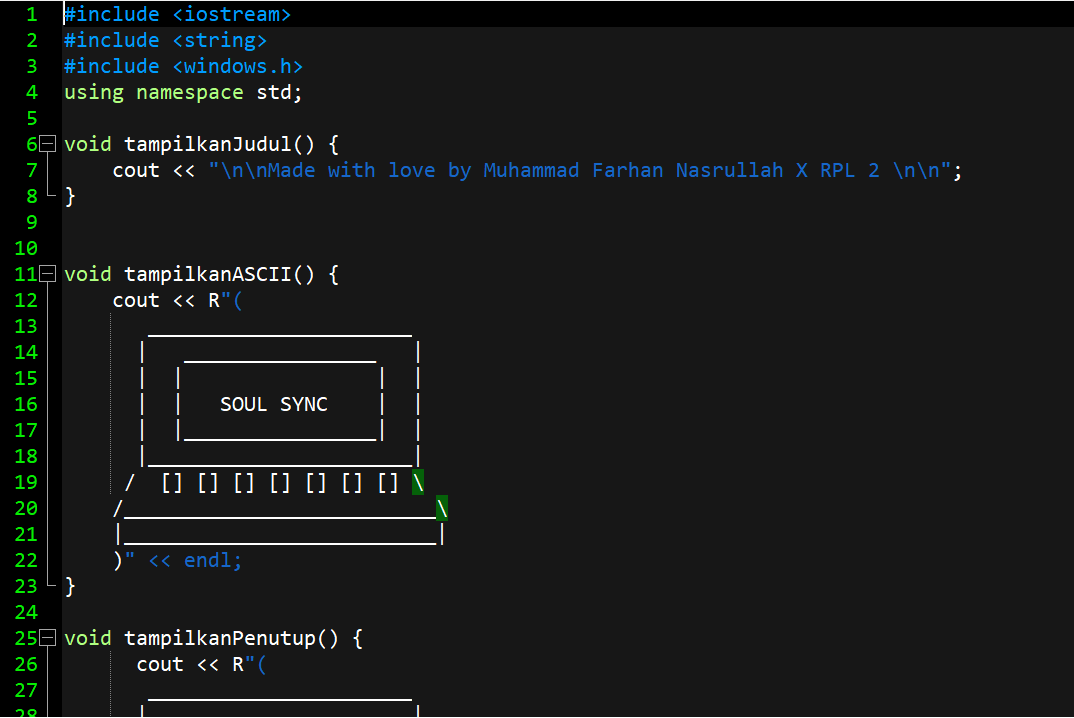 1 #include <iostream>
2 #include <string>
3 #include <windows.h>
4 using namespace std;
5
6 void tampilkanJudul() {
7     cout << "\n\nMade with love by Muhammad Farhan Nasrullah X RPL 2 \n\n";
8 }
9
10
11 void tampilkanASCII() {
12     cout << R"(
13        ______________________
14       |   ________________   |
15       |  |                |  |
16       |  |   SOUL SYNC    |  |
17       |  |________________|  |
18       |______________________|
19      /  [] [] [] [] [] [] [] \
20     /__________________________\
21     |__________________________|
22     )" << endl;
23 }
24
25 void tampilkanPenutup() {
26       cout << R"(
27        ______________________
28       |                      |